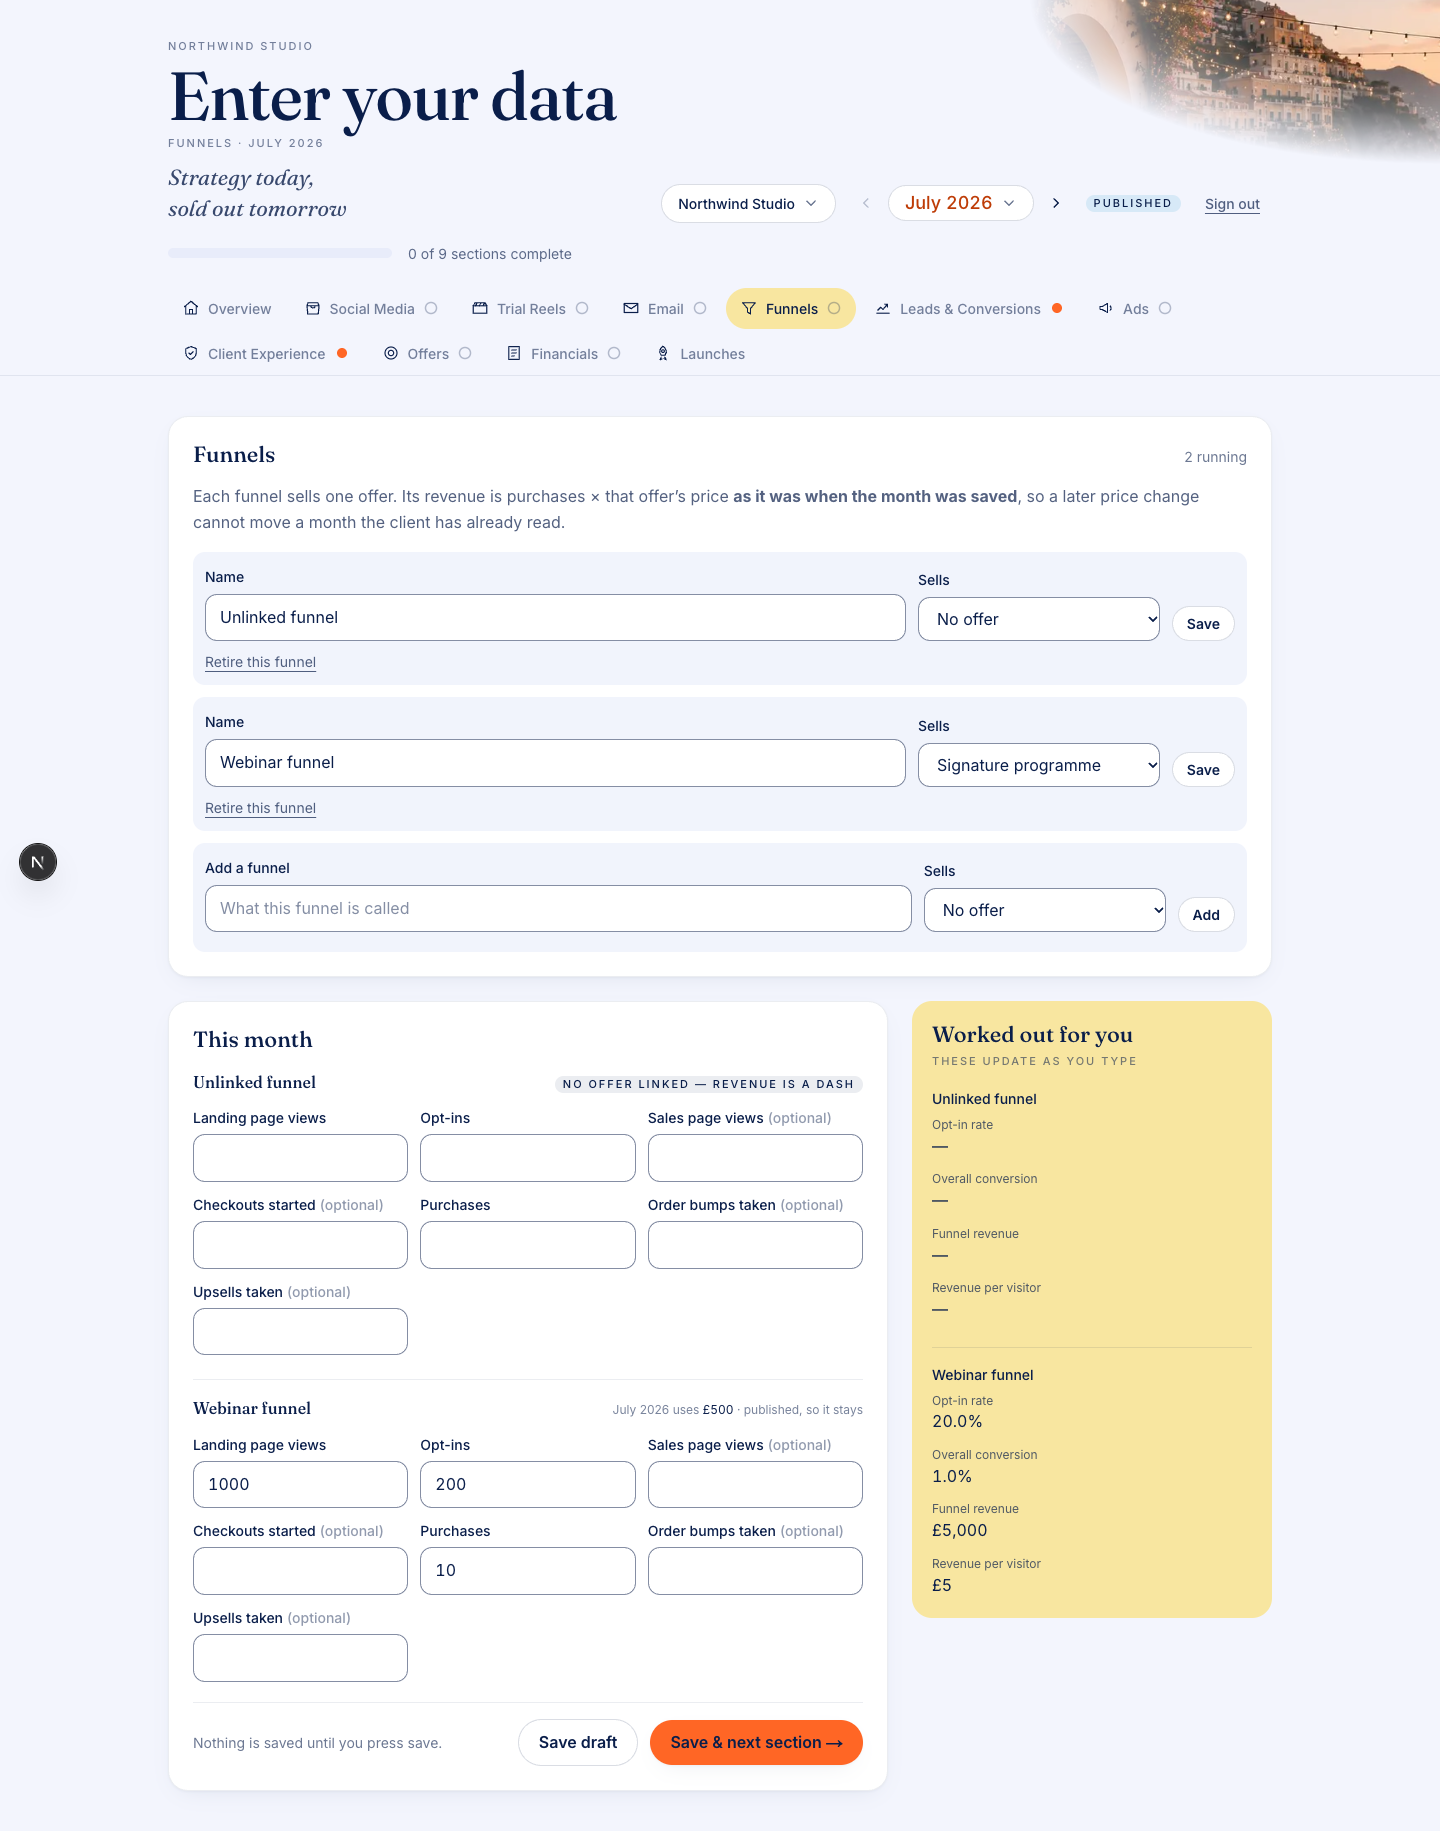 NORTHWIND STUDIO
Enter your data
FUNNELS · JULY 2026
Strategy today,
sold out tomorrow
Northwind Studio
July 2026
PUBLISHED
Sign out
0 of 9 sections complete
Overview
Social Media
Trial Reels
Email
Funnels
Leads & Conversions
Ads
Client Experience
Offers
Financials
Launches
Funnels
2 running
Each funnel sells one offer. Its revenue is purchases × that offer’s price as it was when the month was saved, so a later price change
cannot move a month the client has already read.
Name
Sells
Unlinked funnel
No offer
Save
Retire this funnel
Name
Sells
Webinar funnel
Signature programme
Save
Retire this funnel
Add a funnel
Sells
What this funnel is called
No offer
Add
N
This month
Unlinked funnel
NO OFFER LINKED — REVENUE IS A DASH
Landing page views
Opt-ins
Sales page views (optional)
Checkouts started (optional)
Purchases
Order bumps taken (optional)
Upsells taken (optional)
Webinar funnel
July 2026 uses £500 · published, so it stays
Landing page views
Opt-ins
Sales page views (optional)
1000
200
Checkouts started (optional)
Purchases
Order bumps taken (optional)
10
Upsells taken (optional)
Nothing is saved until you press save.
Save draft
Save & next section →
Worked out for you
THESE UPDATE AS YOU TYPE
Unlinked funnel
Opt-in rate
—
Overall conversion
—
Funnel revenue
—
Revenue per visitor
—
Webinar funnel
Opt-in rate
20.0%
Overall conversion
1.0%
Funnel revenue
£5,000
Revenue per visitor
£5